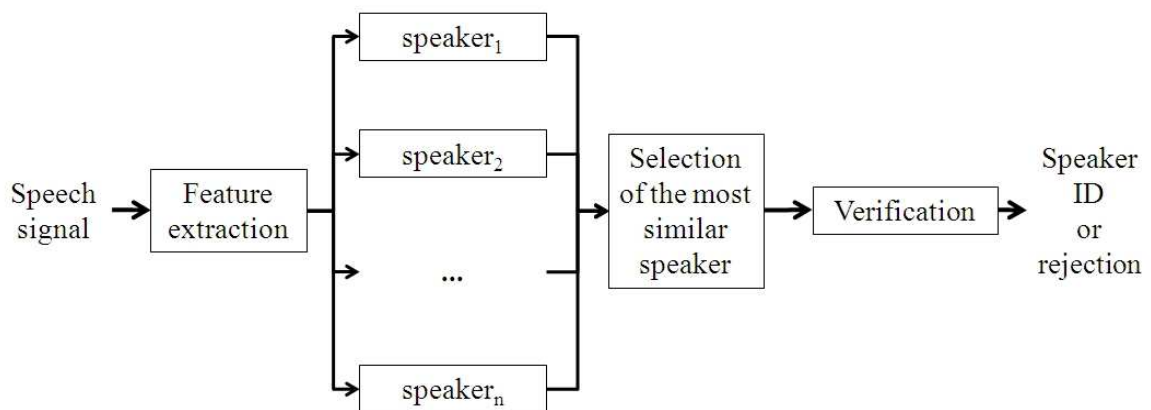 Speech
signal
Feature
extraction
speaker₁
speaker₂
...
speakerₙ
Selection
of the most
similar
speaker
Verification
Speaker
ID
or
rejection